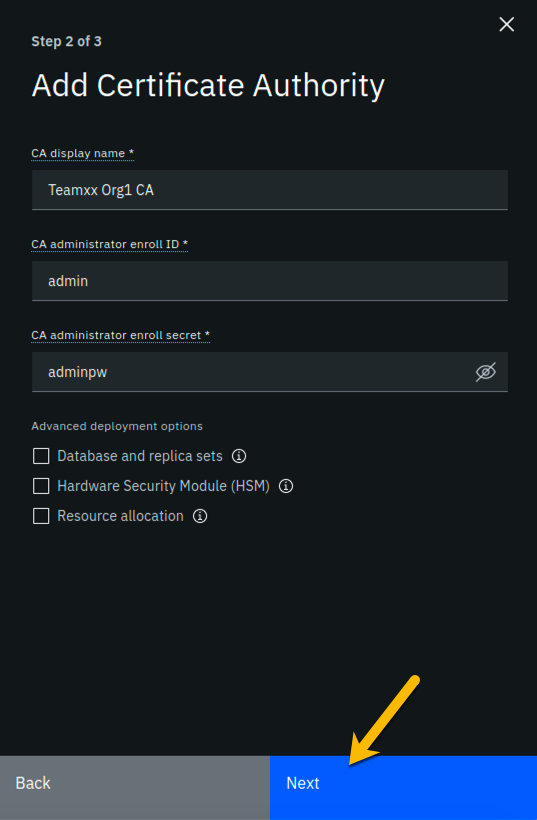 Step 2 of 3
Add Certificate Authority
CA display name *
Teamxx Org1 CA
CA administrator enroll ID *
admin
CA administrator enroll secret *
adminpw
Advanced deployment options
Database and replica sets
Hardware Security Module (HSM)
Resource allocation
Back
Next